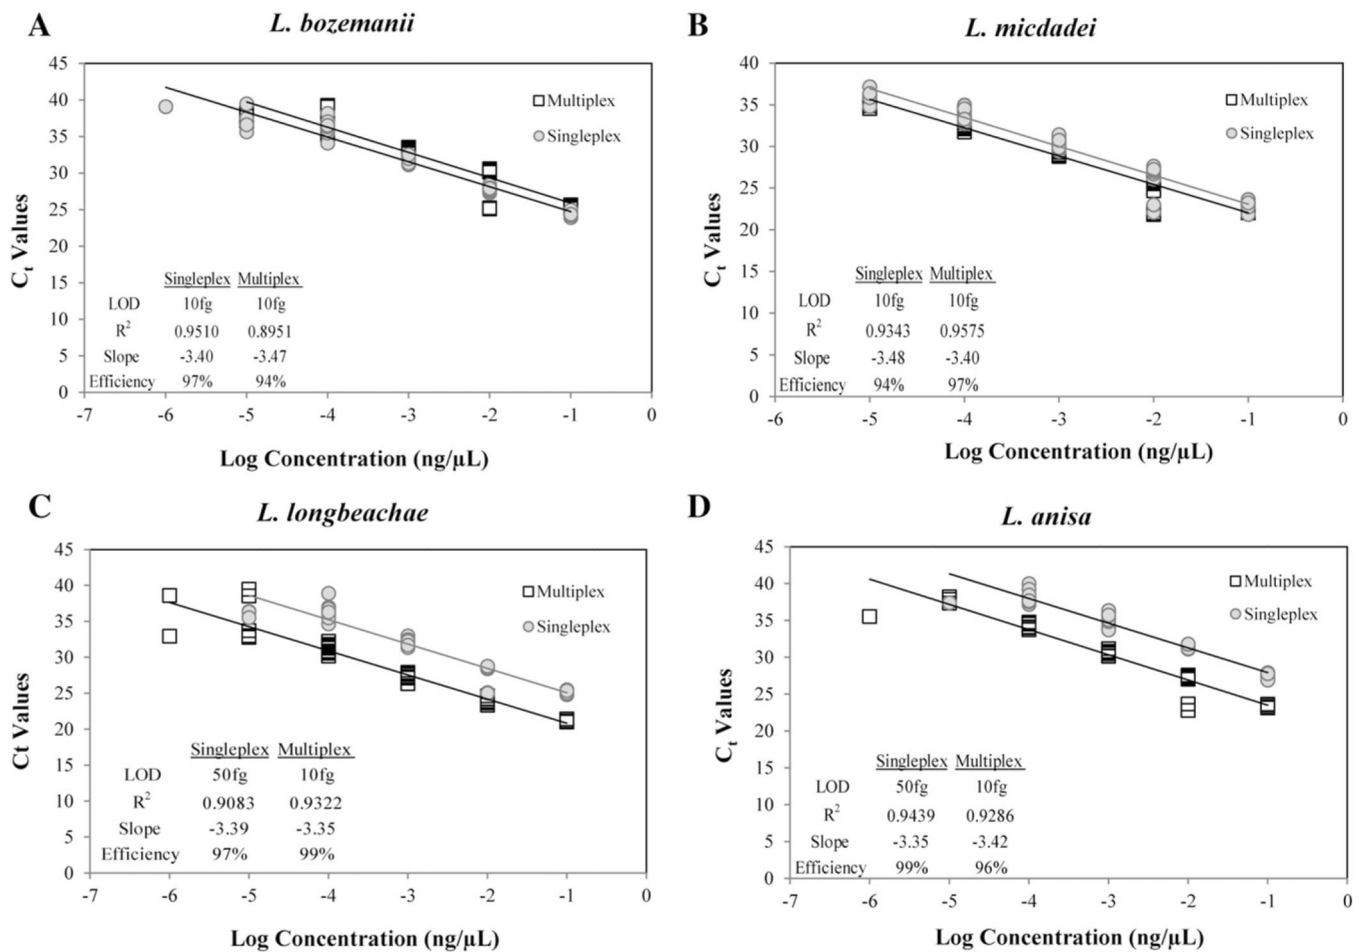 A
L. bozemanii
45
40
35
30
25
20
15
10
5
0
C_t Values
Multiplex
Singleplex
Singleplex Multiplex
LOD 10fg 10fg
R² 0.9510 0.8951
Slope -3.40 -3.47
Efficiency 97% 94%
-7 -6 -5 -4 -3 -2 -1 0
Log Concentration (ng/µL)
B
L. micdadei
40
35
30
25
20
15
10
5
0
C_t Values
Multiplex
Singleplex
Singleplex Multiplex
LOD 10fg 10fg
R² 0.9343 0.9575
Slope -3.48 -3.40
Efficiency 94% 97%
-6 -5 -4 -3 -2 -1 0
Log Concentration (ng/µL)
C
L. longbeachae
45
40
35
30
25
20
15
10
5
0
Ct Values
Multiplex
Singleplex
Singleplex Multiplex
LOD 50fg 10fg
R² 0.9083 0.9322
Slope -3.39 -3.35
Efficiency 97% 99%
-7 -6 -5 -4 -3 -2 -1 0
Log Concentration (ng/µL)
D
L. anisa
45
40
35
30
25
20
15
10
5
0
C_t Values
Multiplex
Singleplex
Singleplex Multiplex
LOD 50fg 10fg
R² 0.9439 0.9286
Slope -3.35 -3.42
Efficiency 99% 96%
-7 -6 -5 -4 -3 -2 -1 0
Log Concentration (ng/µL)